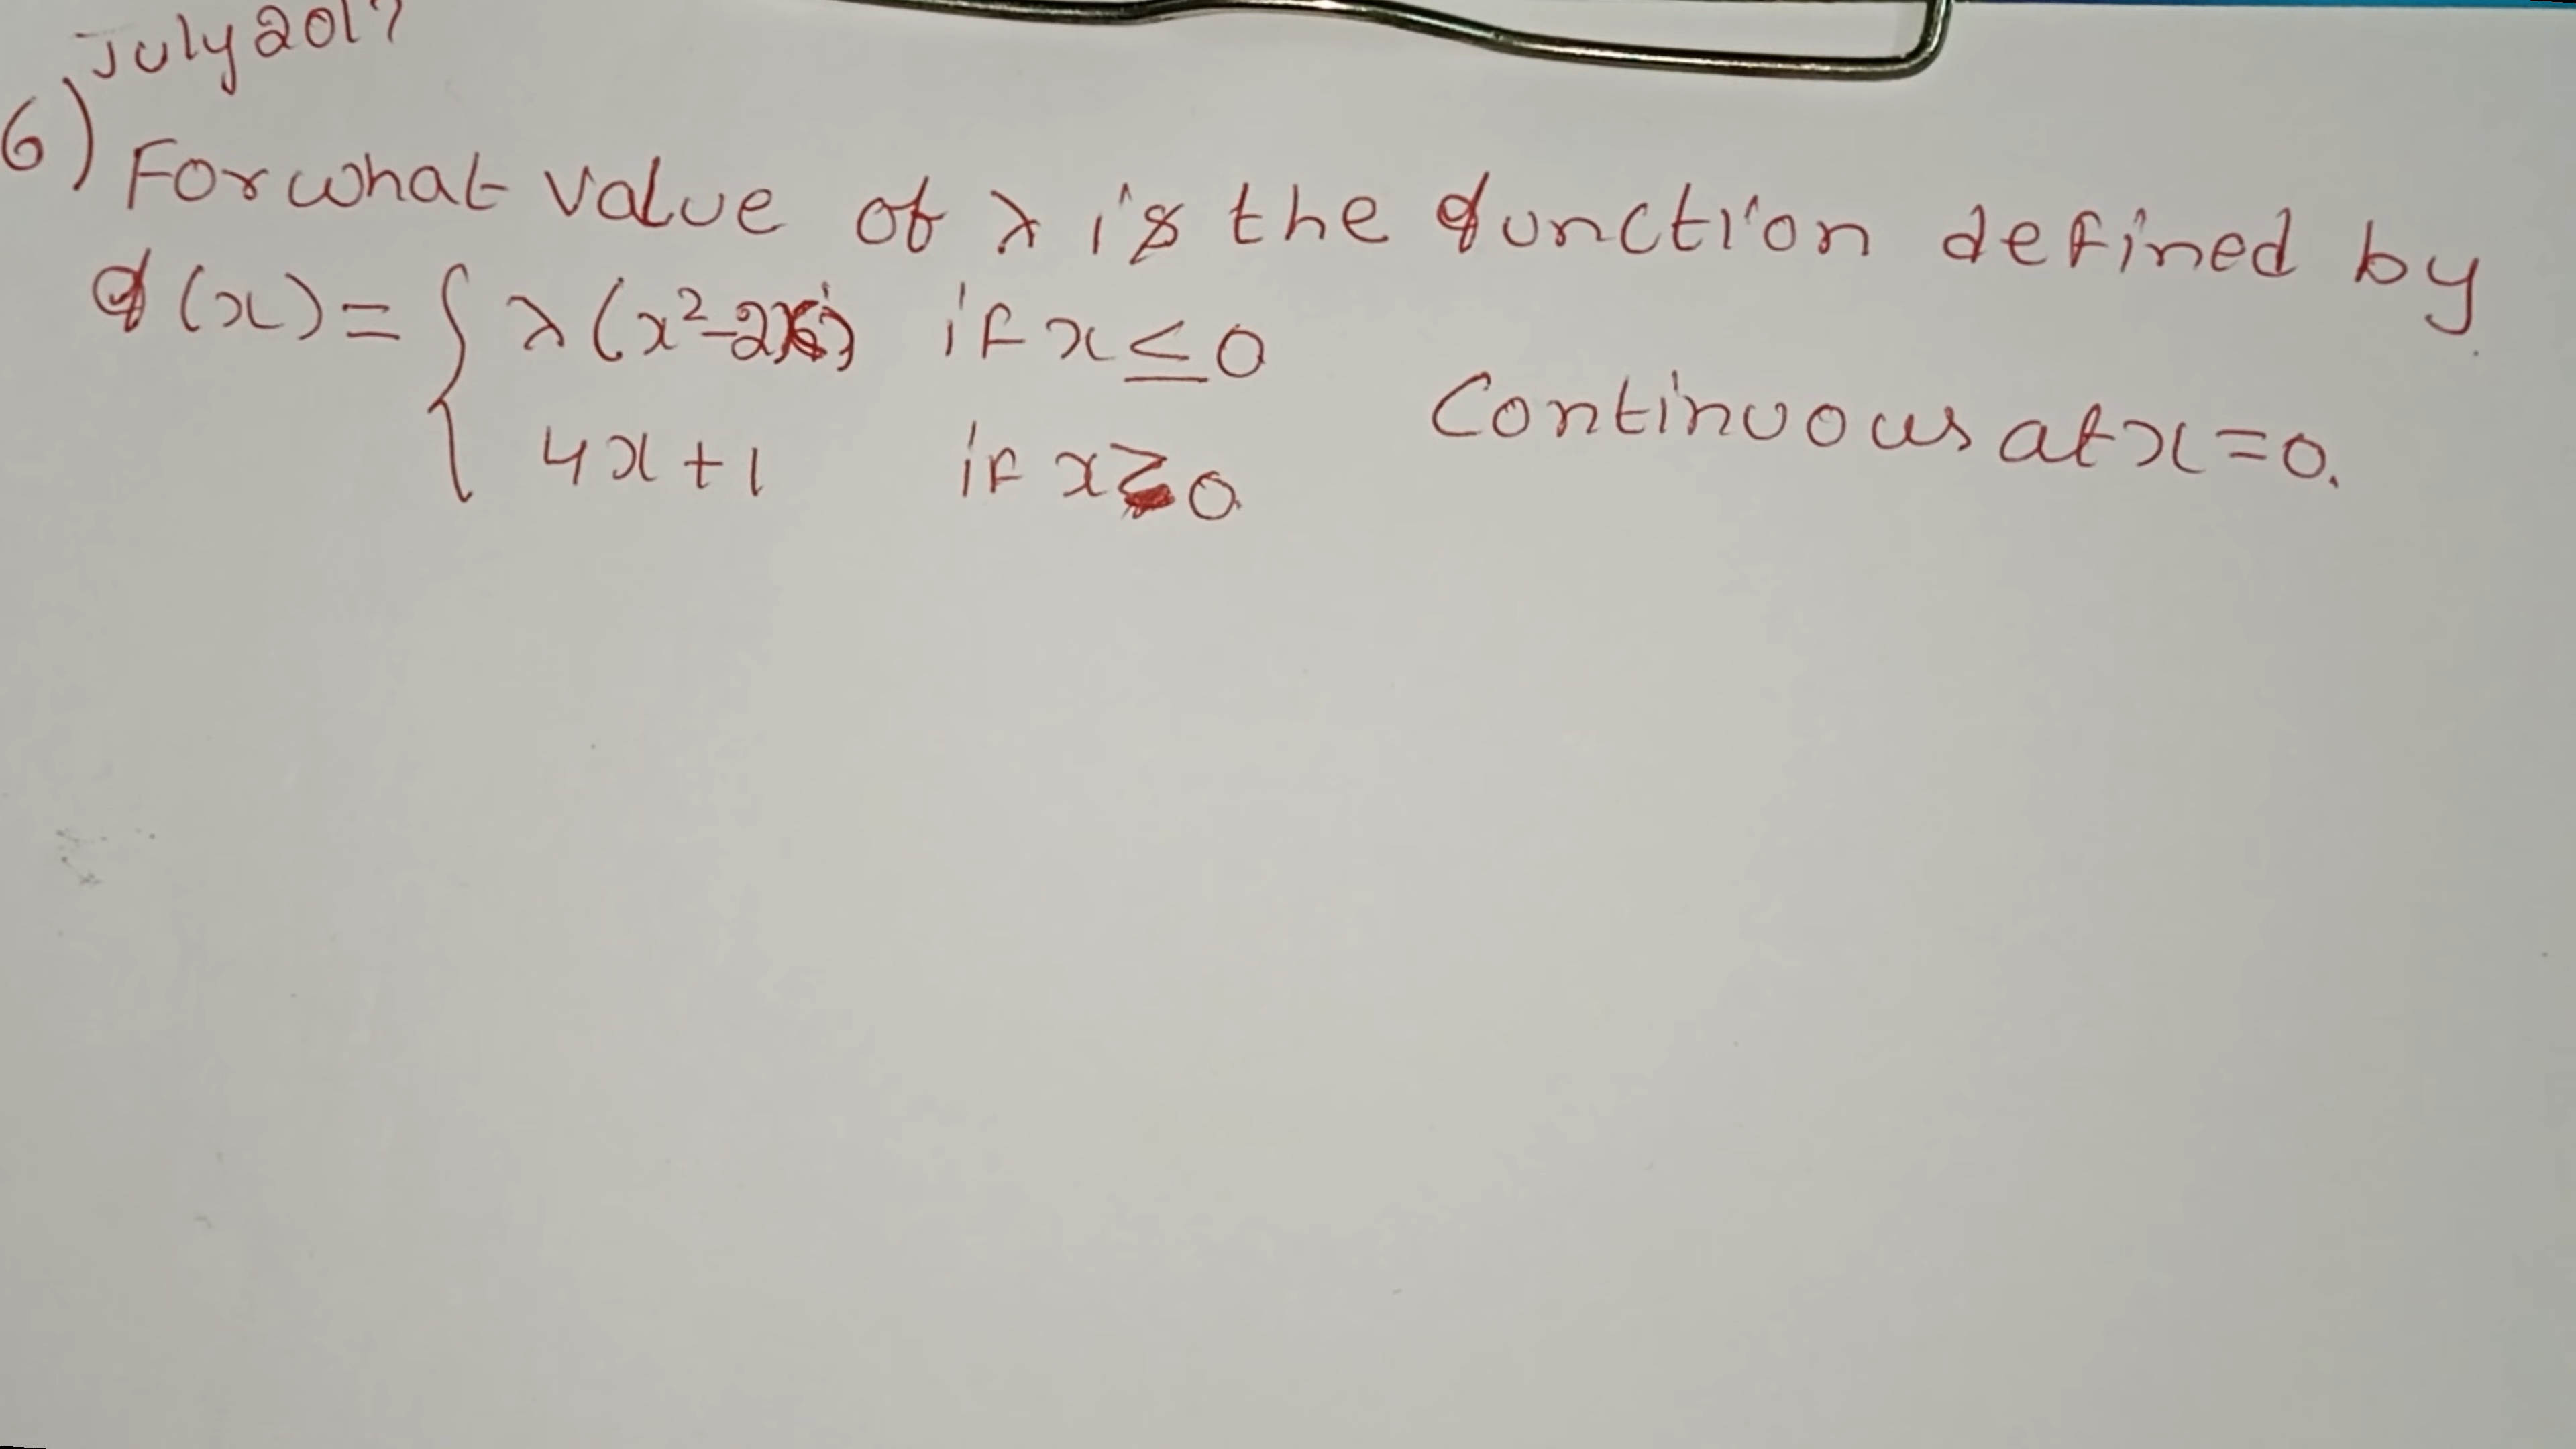 July 2017
6) For what value of λ is the function defined by
f(x) = { λ(x²-2x) if x ≤ 0
4x+1 if x > 0 Continuous at x=0.